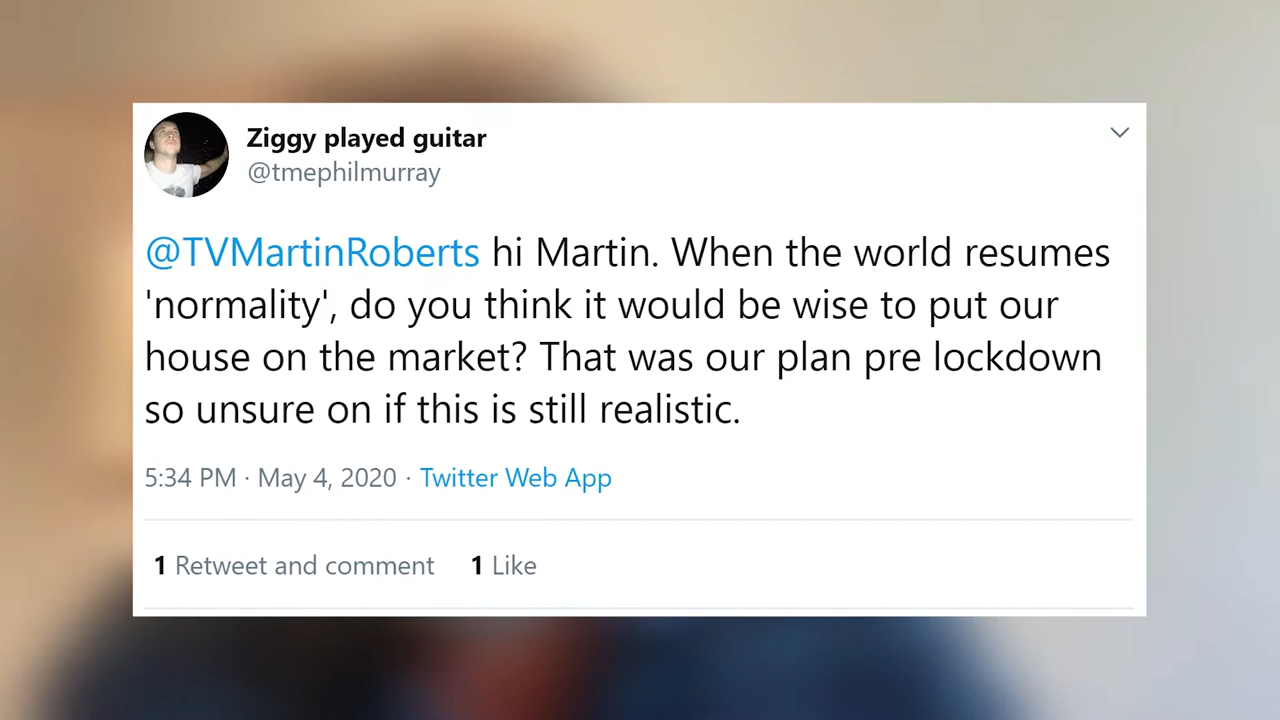 Ziggy played guitar
@tmephilmurray
@TVMartinRoberts hi Martin. When the world resumes
'normality', do you think it would be wise to put our
house on the market? That was our plan pre lockdown
so unsure on if this is still realistic.
5:34 PM · May 4, 2020 · Twitter Web App
1 Retweet and comment 1 Like